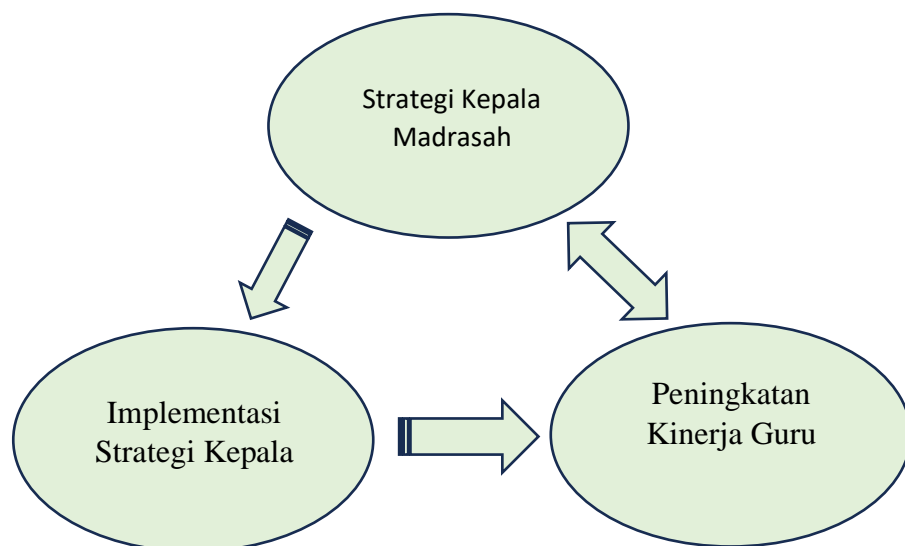 Strategi Kepala
Madrasah
Implementasi
Strategi Kepala
Peningkatan
Kinerja Guru